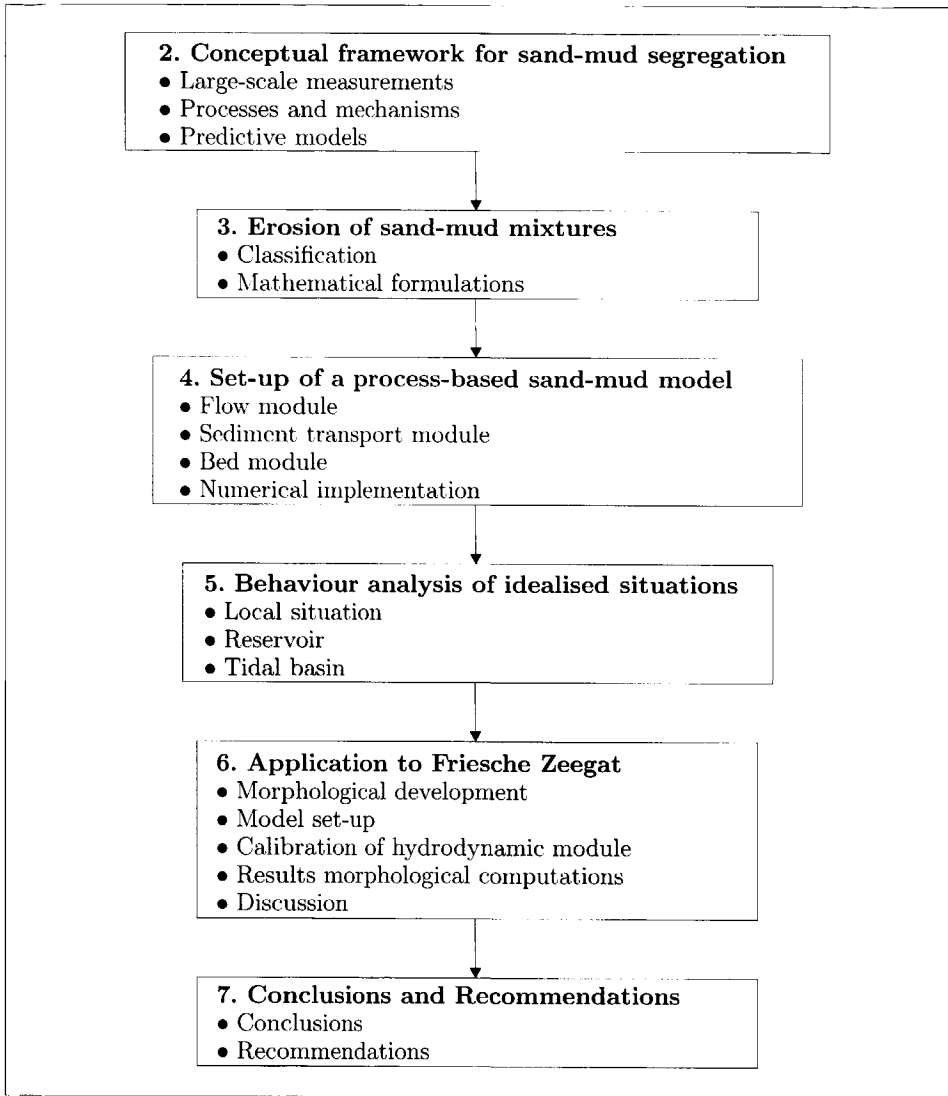 2. Conceptual framework for sand-mud segregation
• Large-scale measurements
• Processes and mechanisms
• Predictive models
3. Erosion of sand-mud mixtures
• Classification
• Mathematical formulations
4. Set-up of a process-based sand-mud model
• Flow module
• Sediment transport module
• Bed module
• Numerical implementation
5. Behaviour analysis of idealised situations
• Local situation
• Reservoir
• Tidal basin
6. Application to Friesche Zeegat
• Morphological development
• Model set-up
• Calibration of hydrodynamic module
• Results morphological computations
• Discussion
7. Conclusions and Recommendations
• Conclusions
• Recommendations